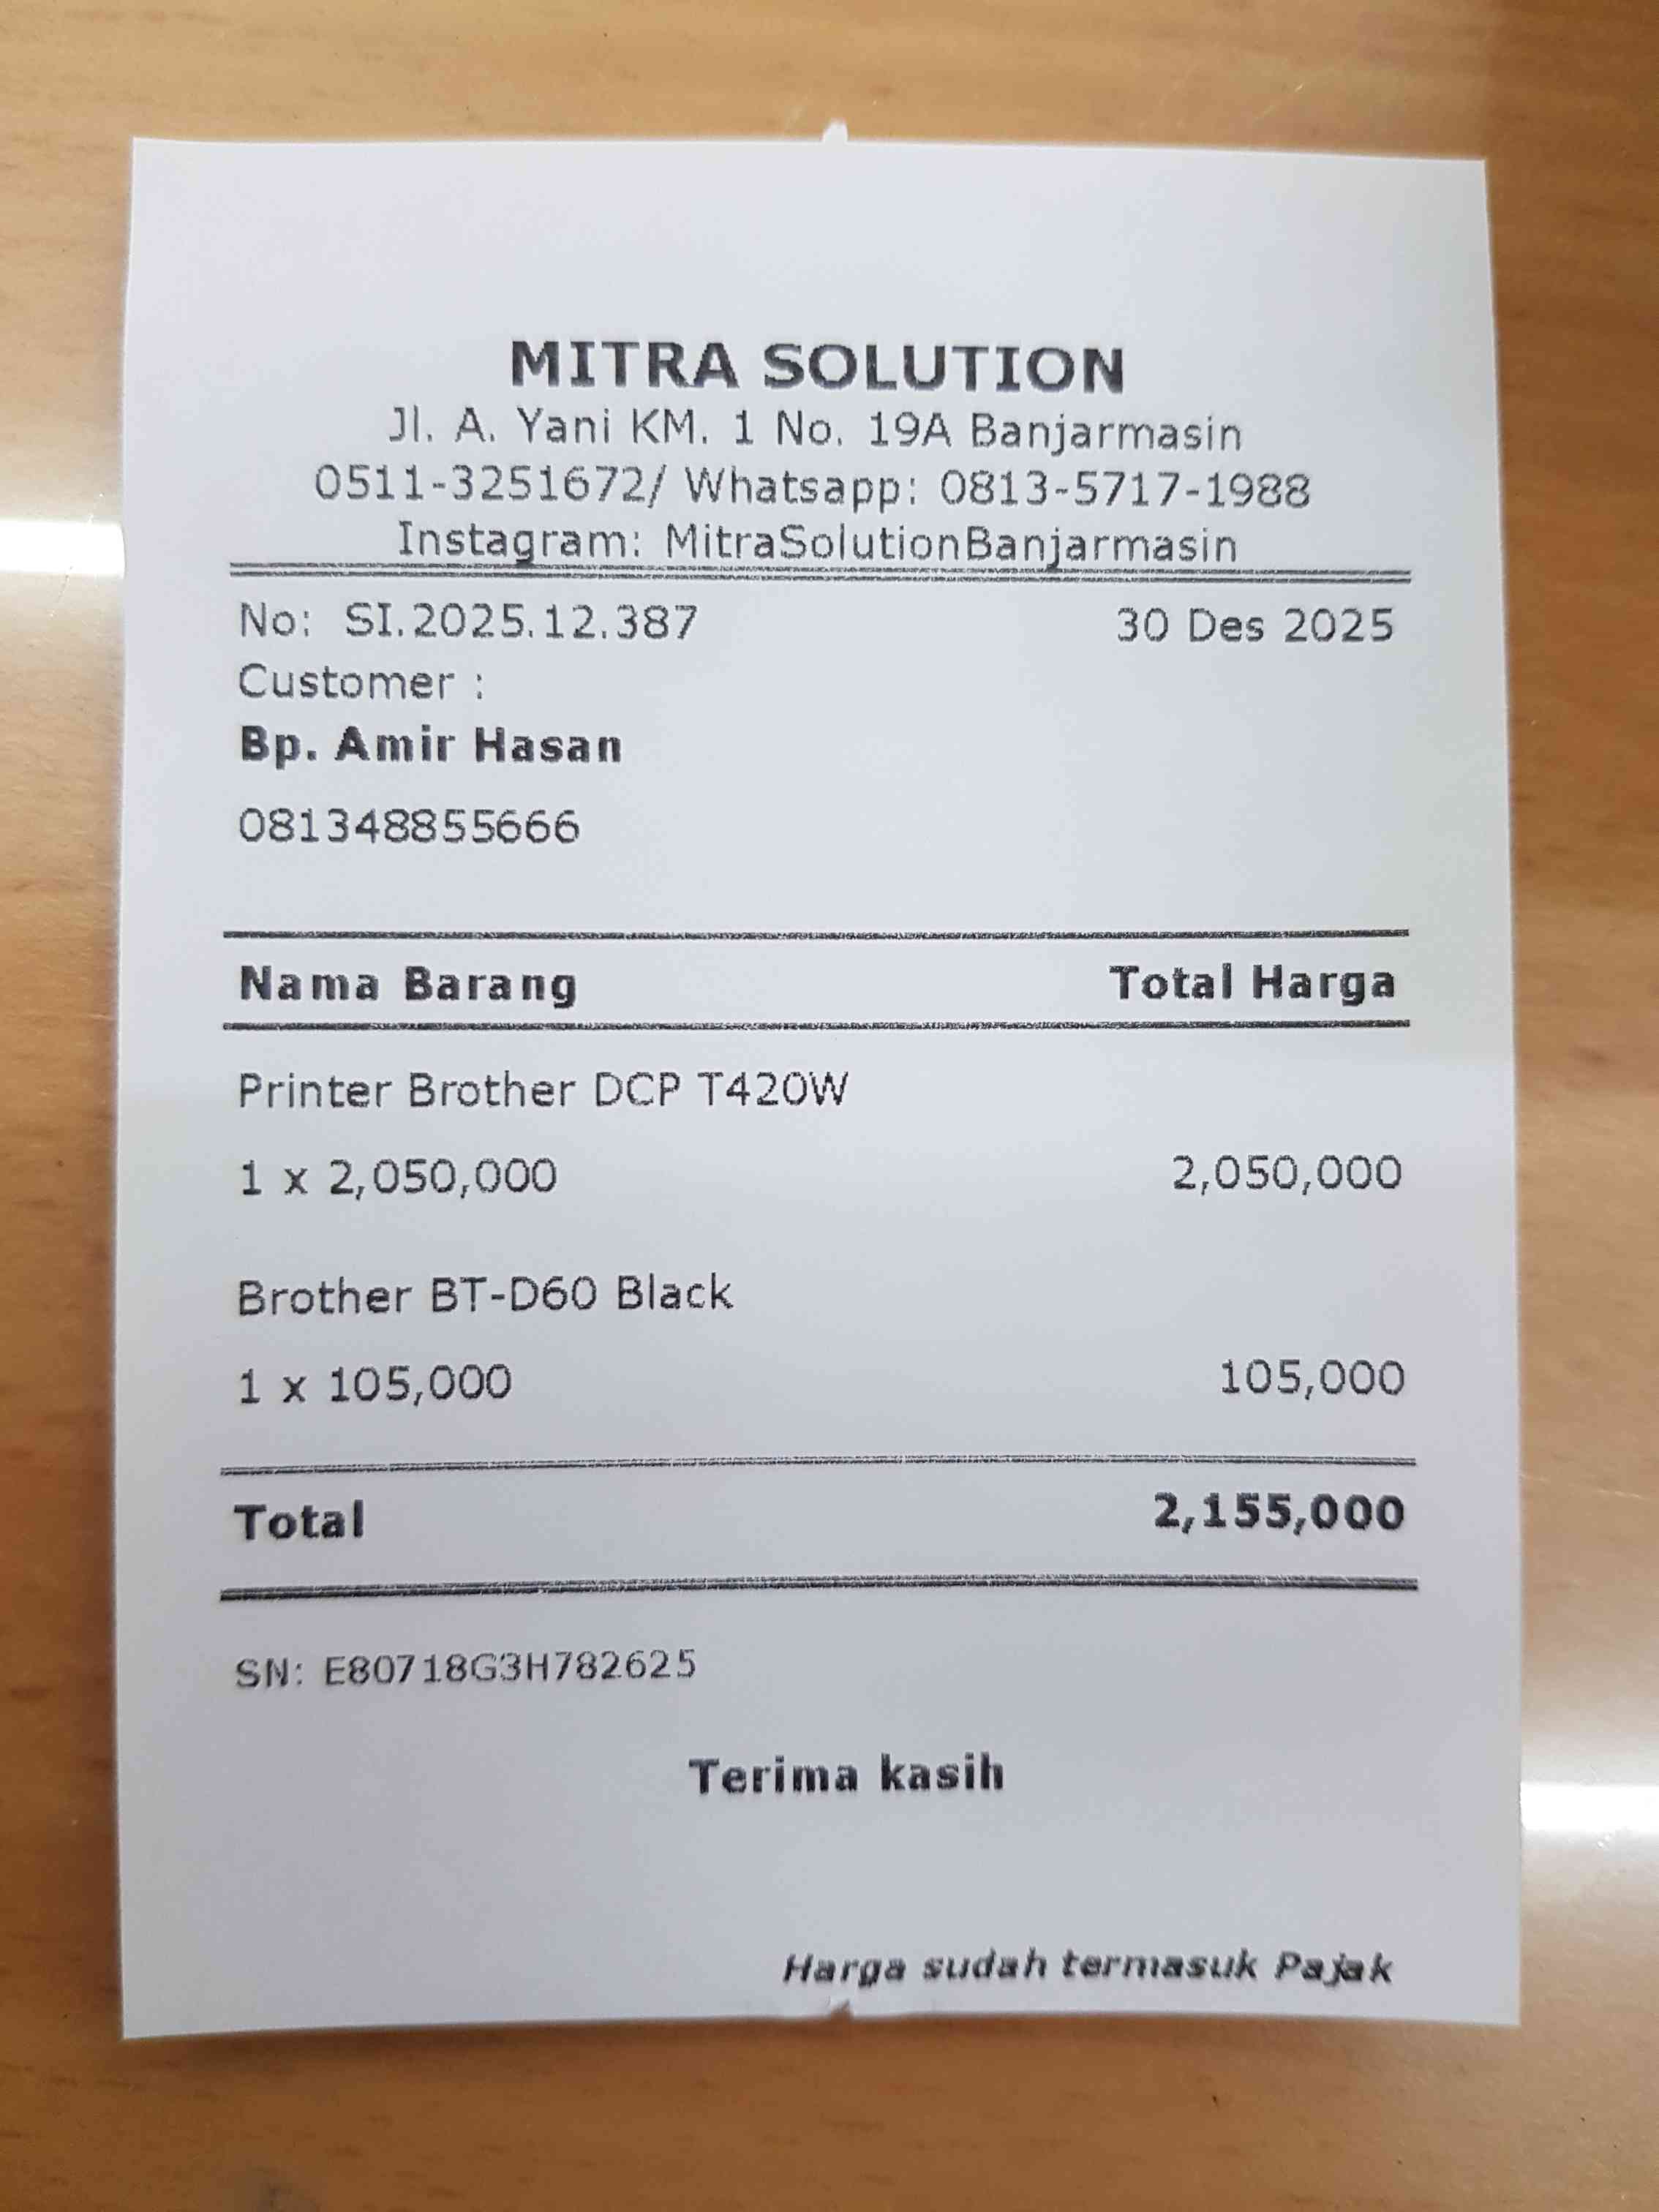 MITRA SOLUTION
Jl. A. Yani KM. 1 No. 19A Banjarmasin
0511-3251672/ Whatsapp: 0813-5717-1988
Instagram: MitraSolutionBanjarmasin
No: SI.2025.12.387 30 Des 2025
Customer :
Bp. Amir Hasan
081348855666
Nama Barang Total Harga
Printer Brother DCP T420W
1 x 2,050,000 2,050,000
Brother BT-D60 Black
1 x 105,000 105,000
Total 2,155,000
SN: E80718G3H782625
Terima kasih
Harga sudah termasuk Pajak